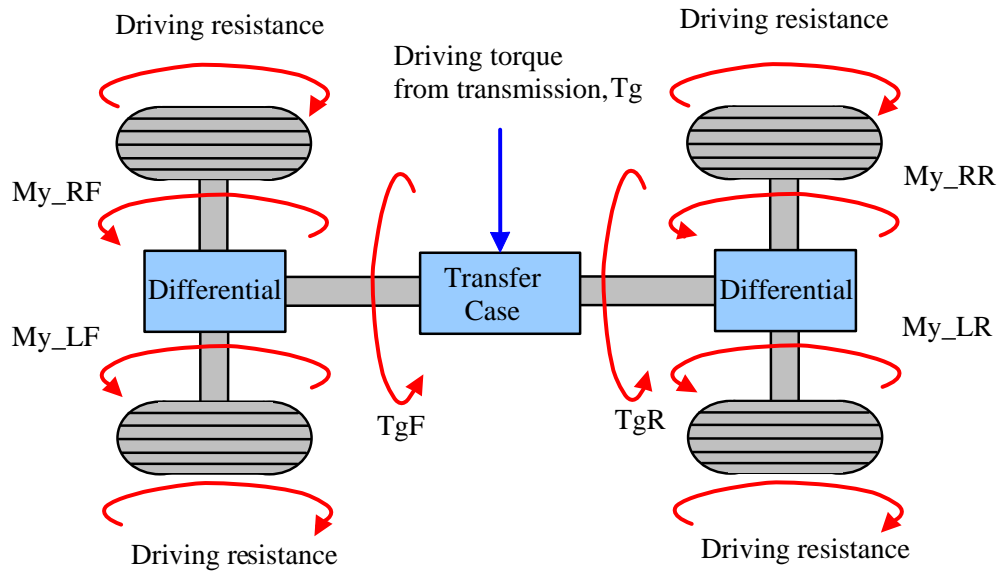 Driving resistance
Driving torque
from transmission, Tg
Driving resistance
My_RF
My_RR
Differential
Transfer
Case
Differential
My_LF
My_LR
TgF
TgR
Driving resistance
Driving resistance